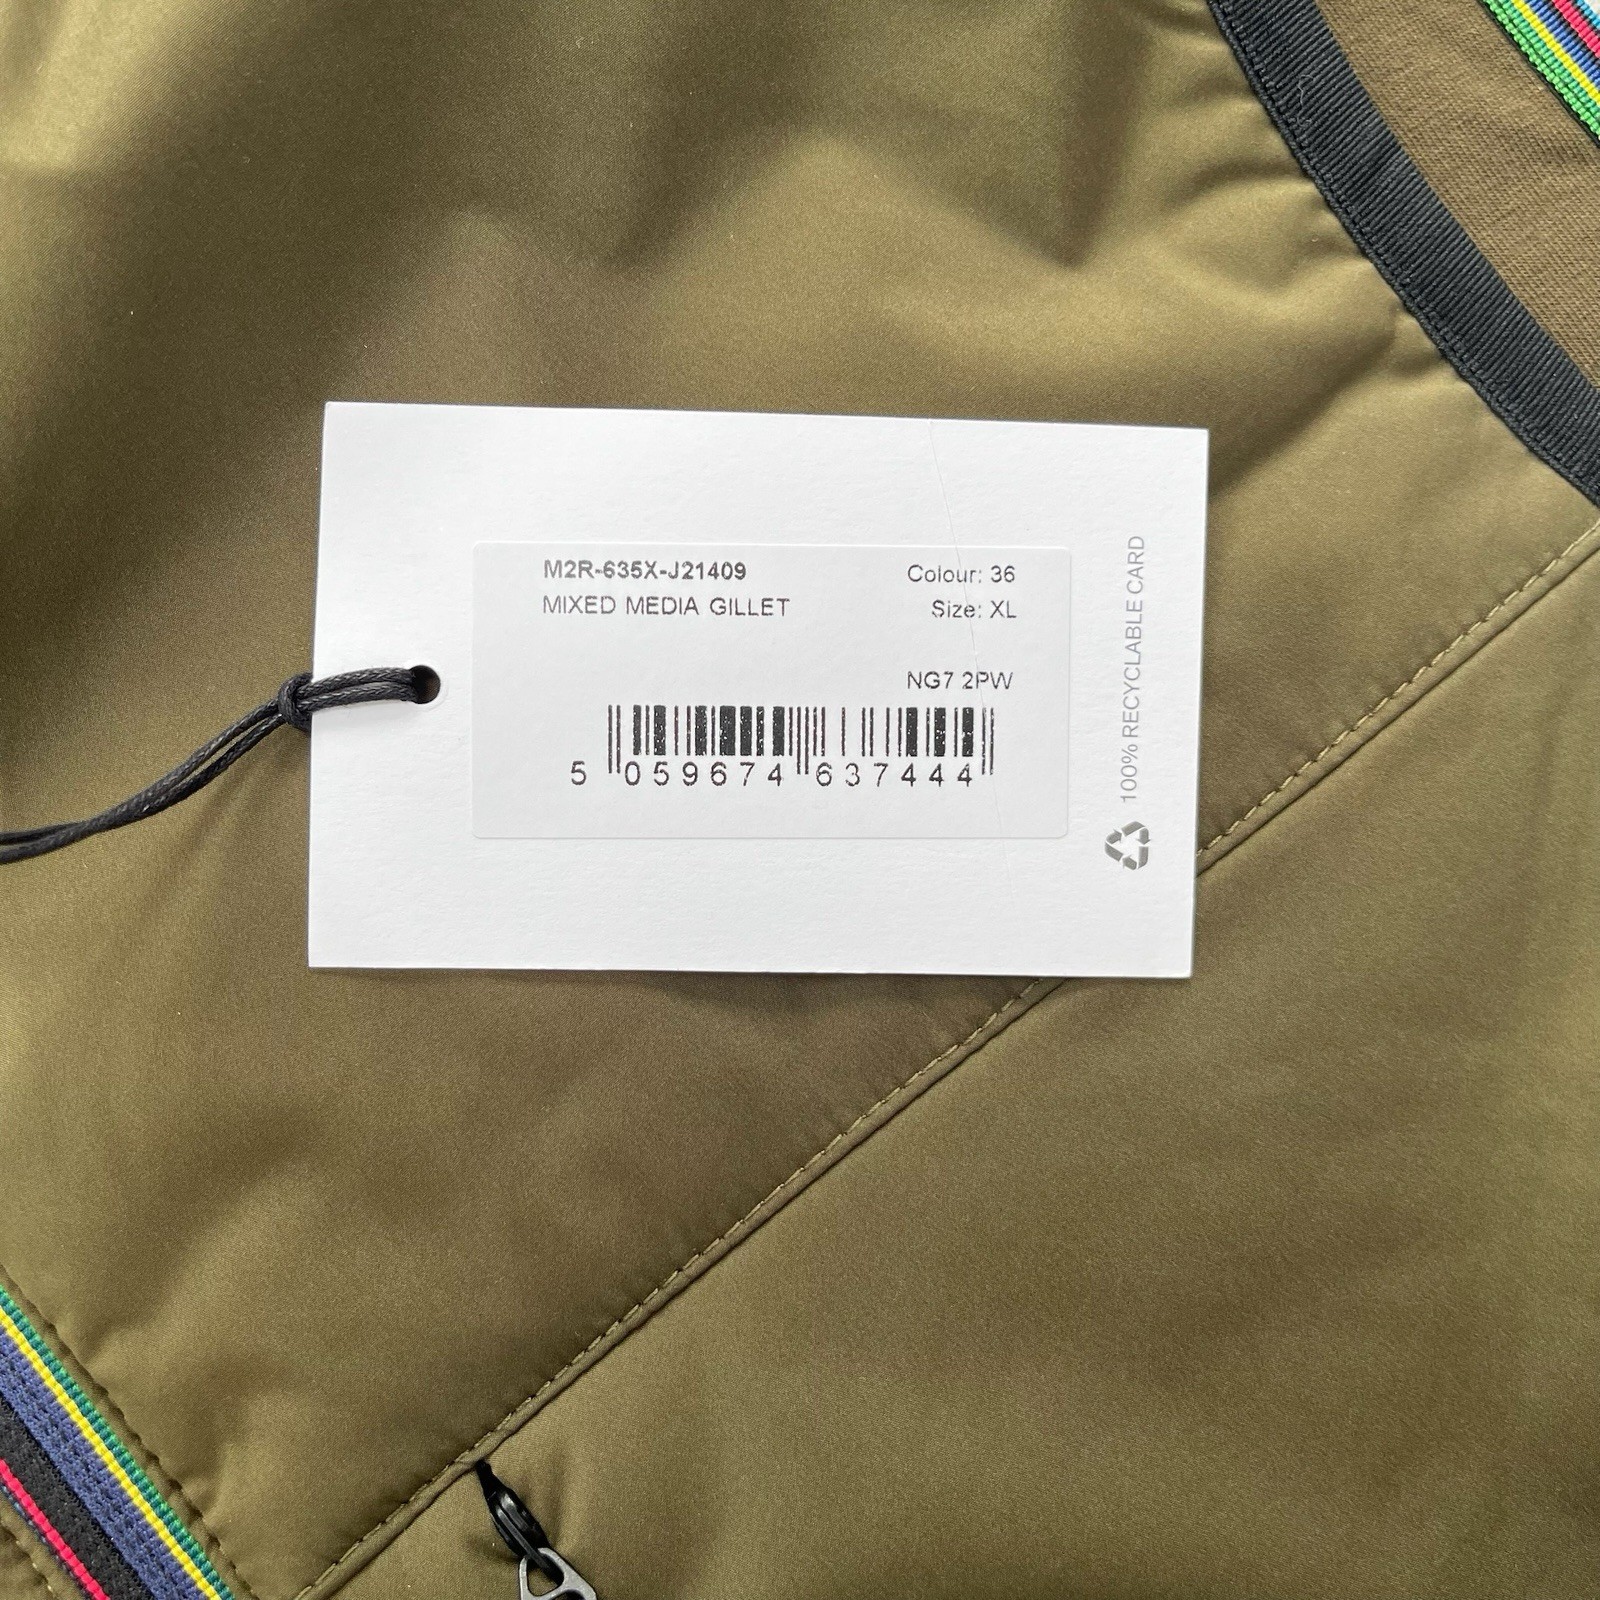 M2R-635X-J21409
Colour: 36
MIXED MEDIA GILLET
Size: XL
NG7 2PW
5 059674 637444
100% RECYCLABLE CARD